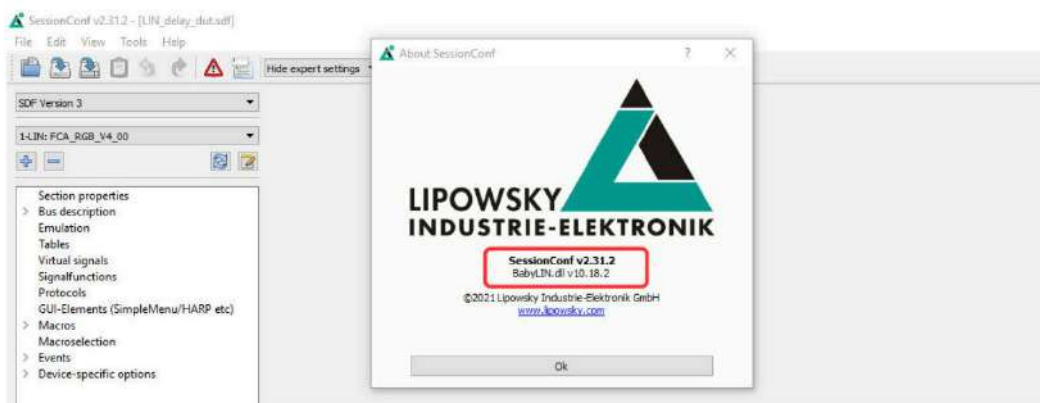 SessionConf v2.31.2 - [LIN_delay_dut.sdf]
File Edit View Tools Help
Hide expert settings
SDF Version 3
1-LIN: FCA_RGB_V4_00
Section properties
Bus description
Emulation
Tables
Virtual signals
Signalfunctions
Protocols
GUI-Elements (SimpleMenu/HARP etc)
Macros
Macroselection
Events
Device-specific options
About SessionConf
LIPOWSKY
INDUSTRIE-ELEKTRONIK
SessionConf v2.31.2
BabyLIN.dl v10.18.2
©2021 Lipowsky Industrie-Elektronik GmbH
www.lipowsky.com
Ok